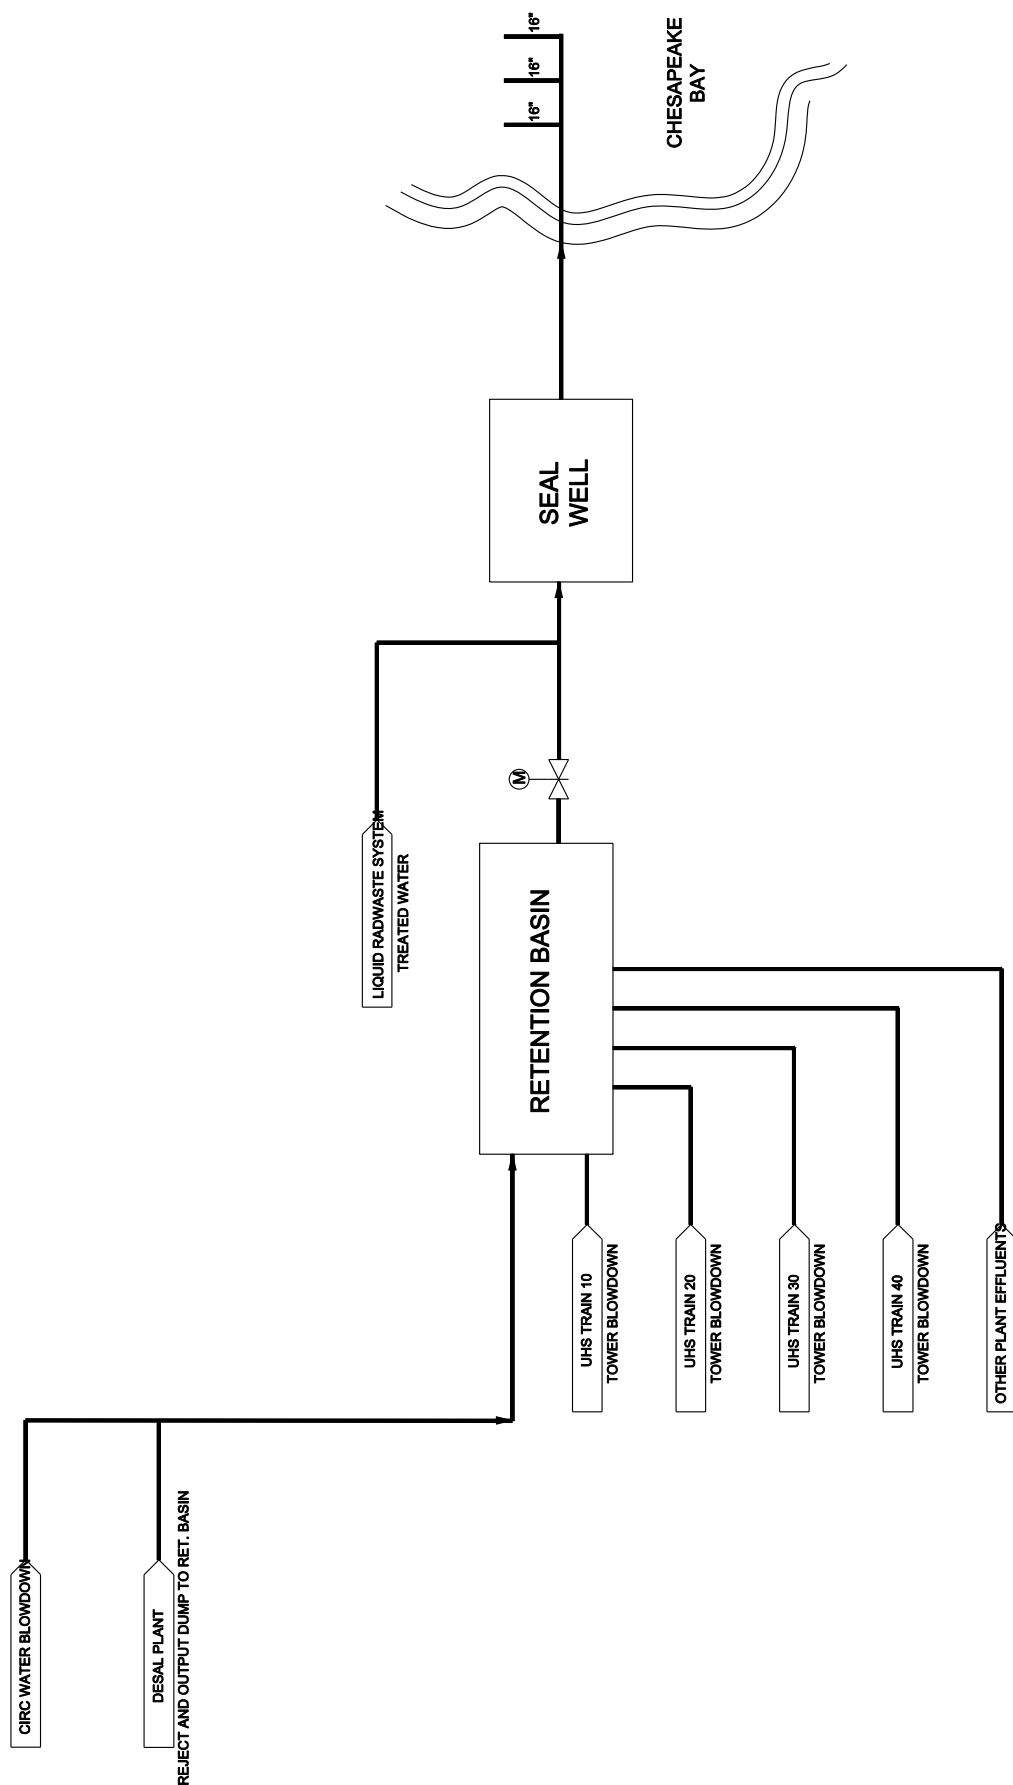 CIRC WATER BLOWDOWN
DESAL PLANT
REJECT AND OUTPUT DUMP TO RET. BASIN
LIQUID RADWASTE SYSTEM
TREATED WATER
RETENTION BASIN
M
SEAL
WELL
16"
16"
16"
CHESAPEAKE
BAY
UHS TRAIN 10
TOWER BLOWDOWN
UHS TRAIN 20
TOWER BLOWDOWN
UHS TRAIN 30
TOWER BLOWDOWN
UHS TRAIN 40
TOWER BLOWDOWN
OTHER PLANT EFFLUENTS